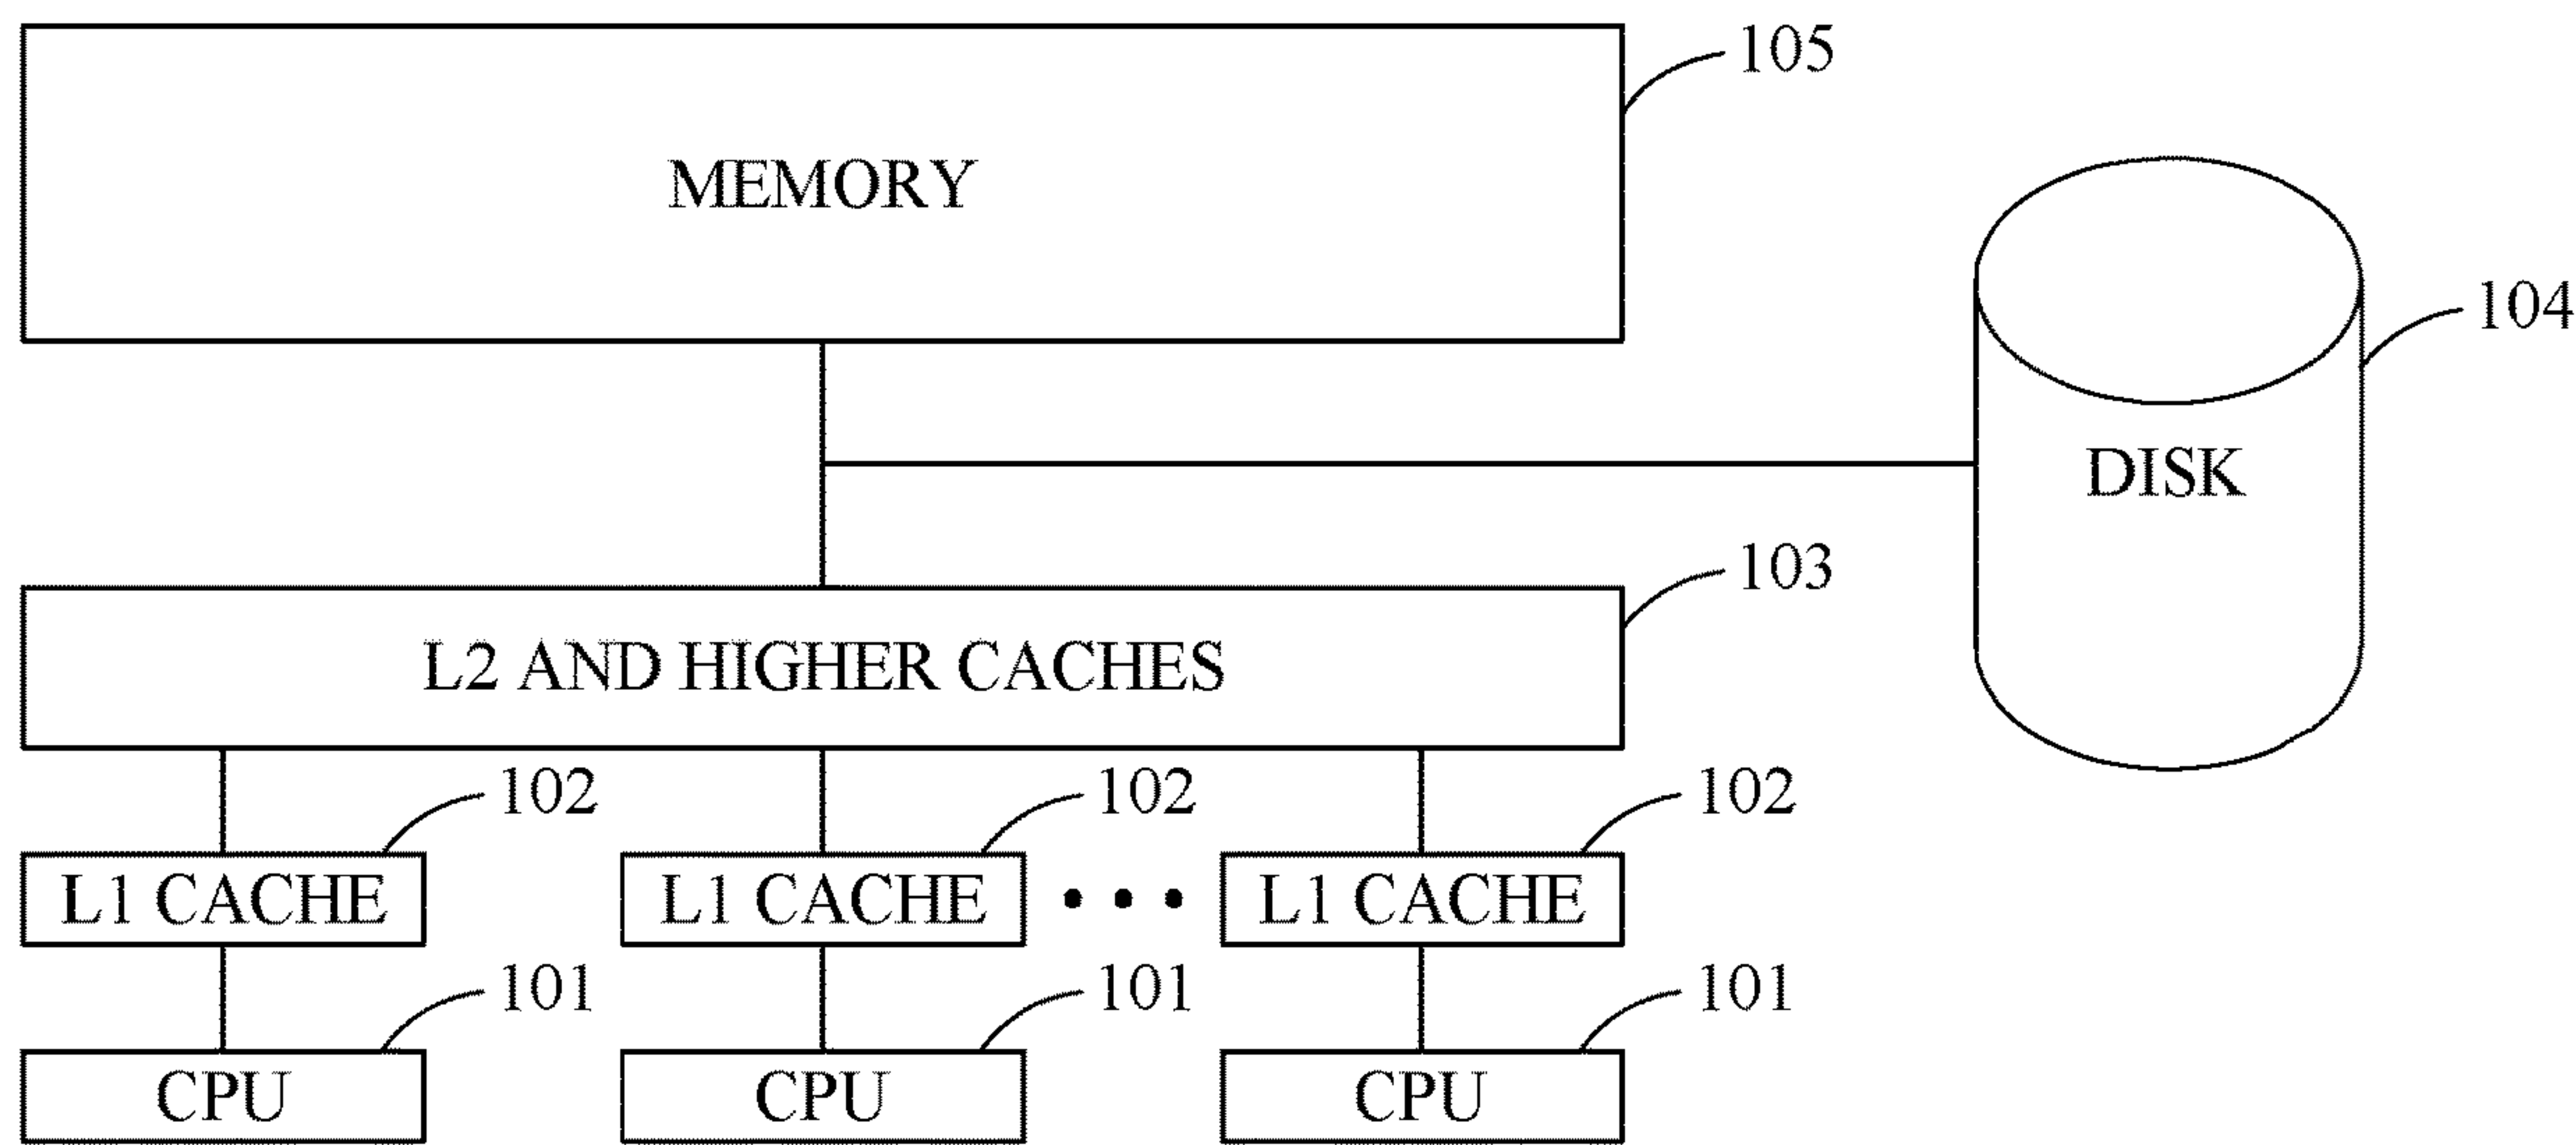 105
MEMORY
104
DISK
103
L2 AND HIGHER CACHES
102 102 102
L1 CACHE L1 CACHE • • • L1 CACHE
101 101 101
CPU CPU CPU